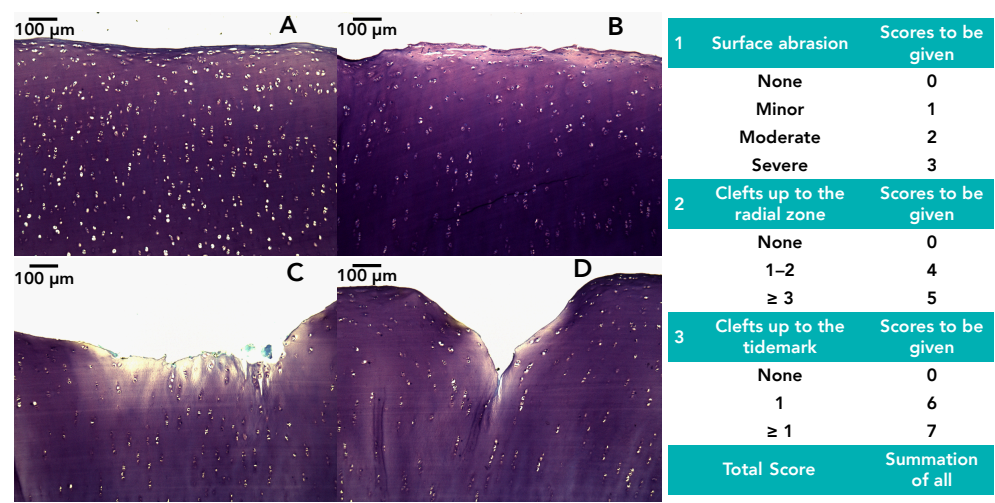 100 µm
A
100 µm
B
100 µm
C
100 µm
D
1 Surface abrasion Scores to be given
None 0
Minor 1
Moderate 2
Severe 3
2 Clefts up to the radial zone Scores to be given
None 0
1–2 4
≥ 3 5
3 Clefts up to the tidemark Scores to be given
None 0
1 6
≥ 1 7
Total Score Summation of all